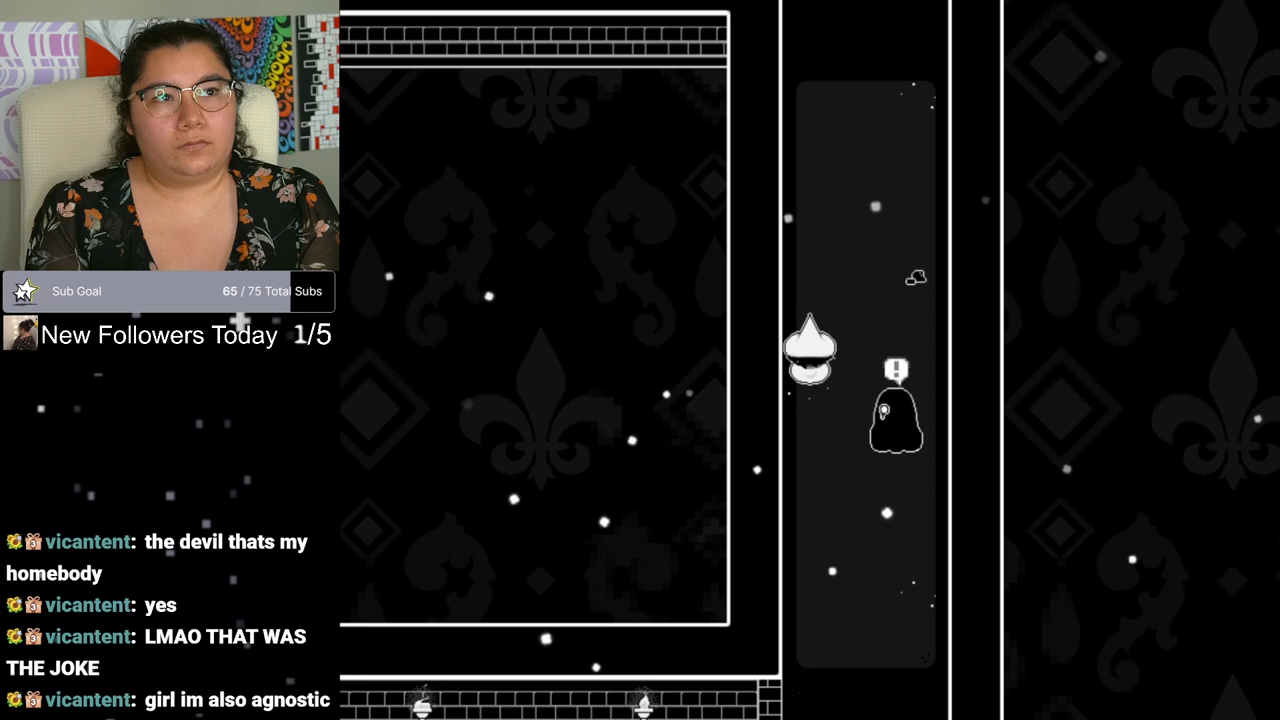 Sub Goal 65 / 75 Total Subs
New Followers Today 1/5
!
vicantent: the devil thats my
homebody
vicantent: yes
vicantent: LMAO THAT WAS
THE JOKE
vicantent: girl im also agnostic